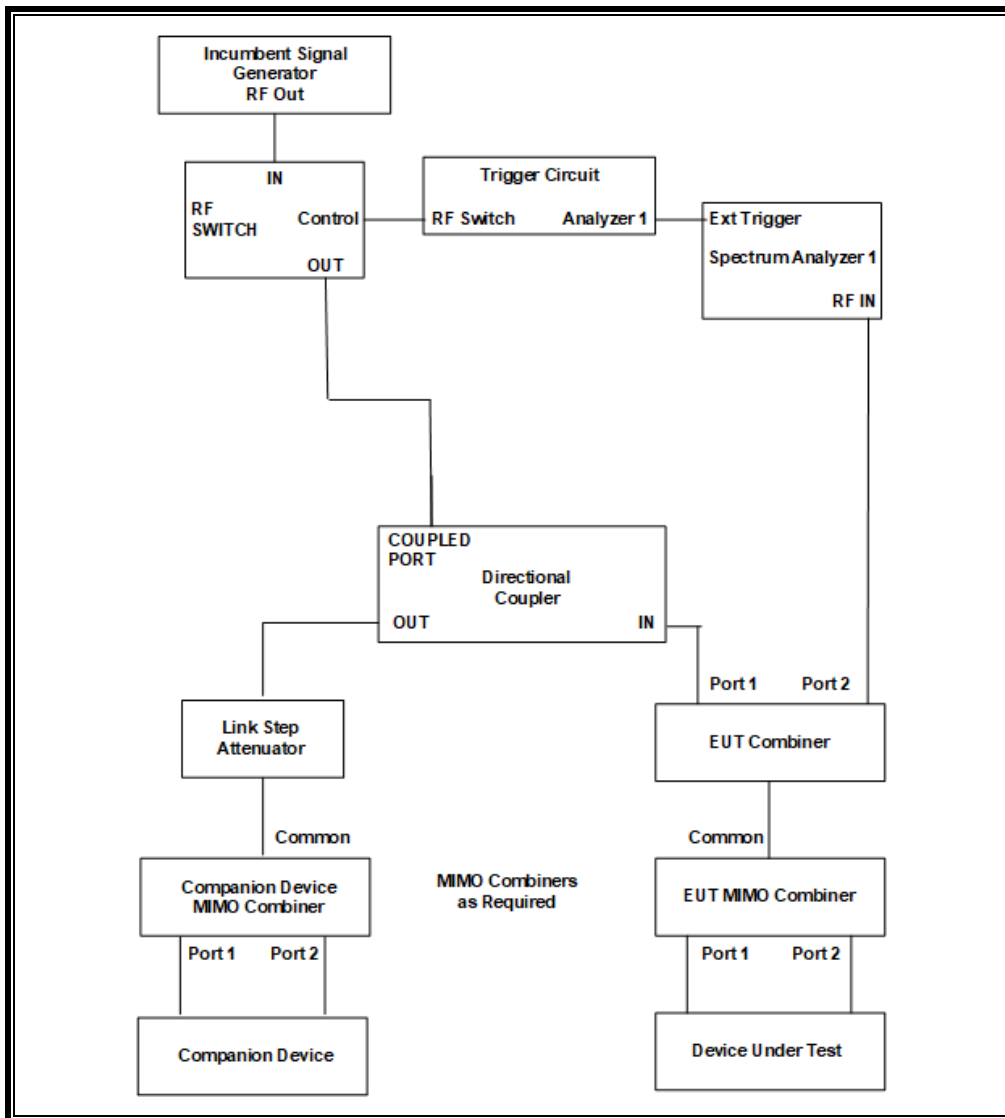 Incumbent Signal
Generator
RF Out
IN
RF
SWITCH
Control
OUT
Trigger Circuit
RF Switch
Analyzer 1
Ext Trigger
Spectrum Analyzer 1
RF IN
COUPLED
PORT
Directional
Coupler
OUT
IN
Port 1
Port 2
Link Step
Attenuator
EUT Combiner
Common
Common
Companion Device
MIMO Combiner
MIMO Combiners
as Required
EUT MIMO Combiner
Port 1
Port 2
Port 1
Port 2
Companion Device
Device Under Test